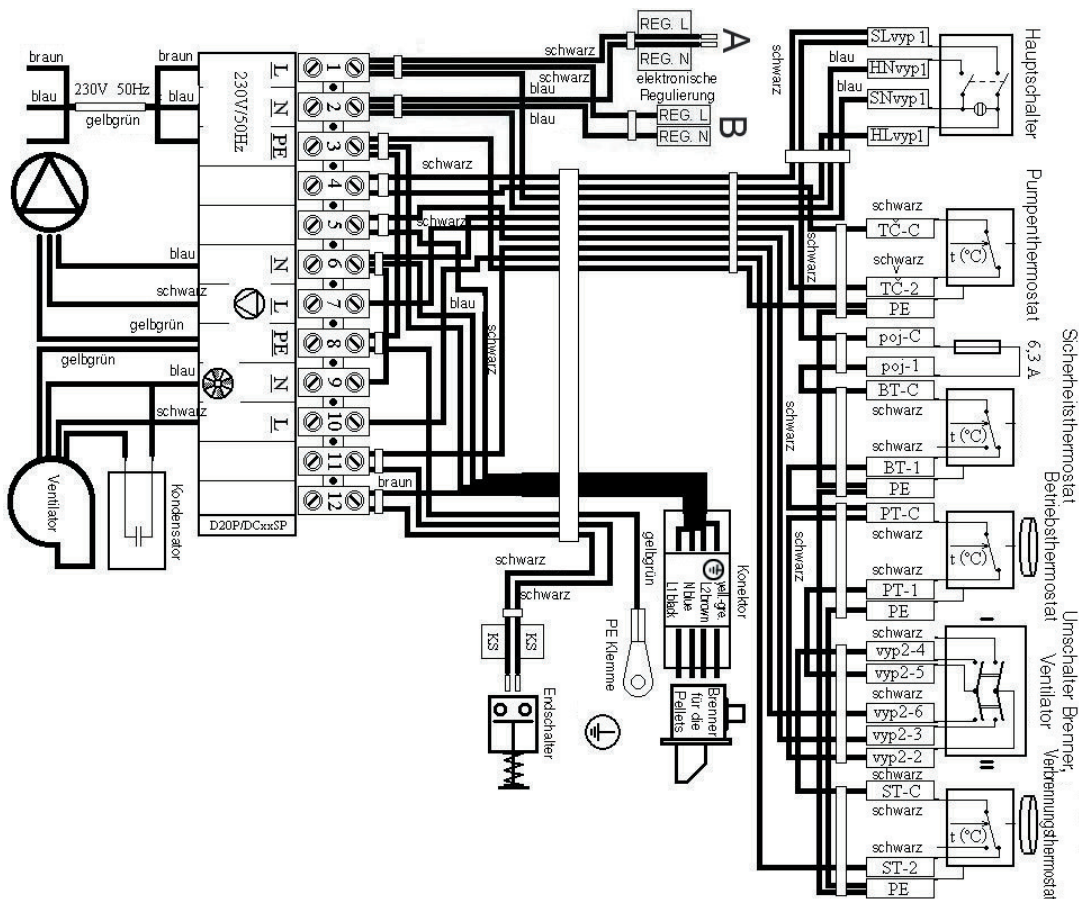 braun
blau
230V 50Hz
gelbgrün
braun
blau
L
N
PE
230V/50Hz
1
2
3
4
5
6
7
8
9
10
11
12
N
L
PE
N
L
D20P/DCxxSP
blau
schwarz
gelbgrün
gelbgrün
blau
schwarz
Ventilator
Kondensator
schwarz
REG. L
REG. N
A
elektronische
Regulierung
schwarz
blau
blau
REG. L
REG. N
B
schwarz
schwarz
blau
schwarz
braun
schwarz
schwarz
KS
KS
Endschalter
gelbgrün
PE Klemme
Konektor
yell.-gre.
L2 brown
N blue
L1 black
Brenner
für die
Pellets
schwarz
blau
blau
SLvyp 1
HNvyp1
SNvyp1
HLvyp1
Hauptschalter
schwarz
schwarz
TČ-C
schwarz
TČ-2
PE
t (°C)
Pumpenthermostat
poj-C
poj-1
6,3 A
BT-C
schwarz
schwarz
BT-1
PE
t (°C)
Sicherheitsthermostat
schwarz
schwarz
PT-C
schwarz
schwarz
PT-1
PE
t (°C)
Betriebsthermostat
schwarz
vyp2-4
vyp2-5
schwarz
vyp2-6
vyp2-3
vyp2-2
I
II
Umschalter Brenner,
Ventilator
schwarz
ST-C
schwarz
schwarz
ST-2
PE
t (°C)
Verbrennungsthermostat